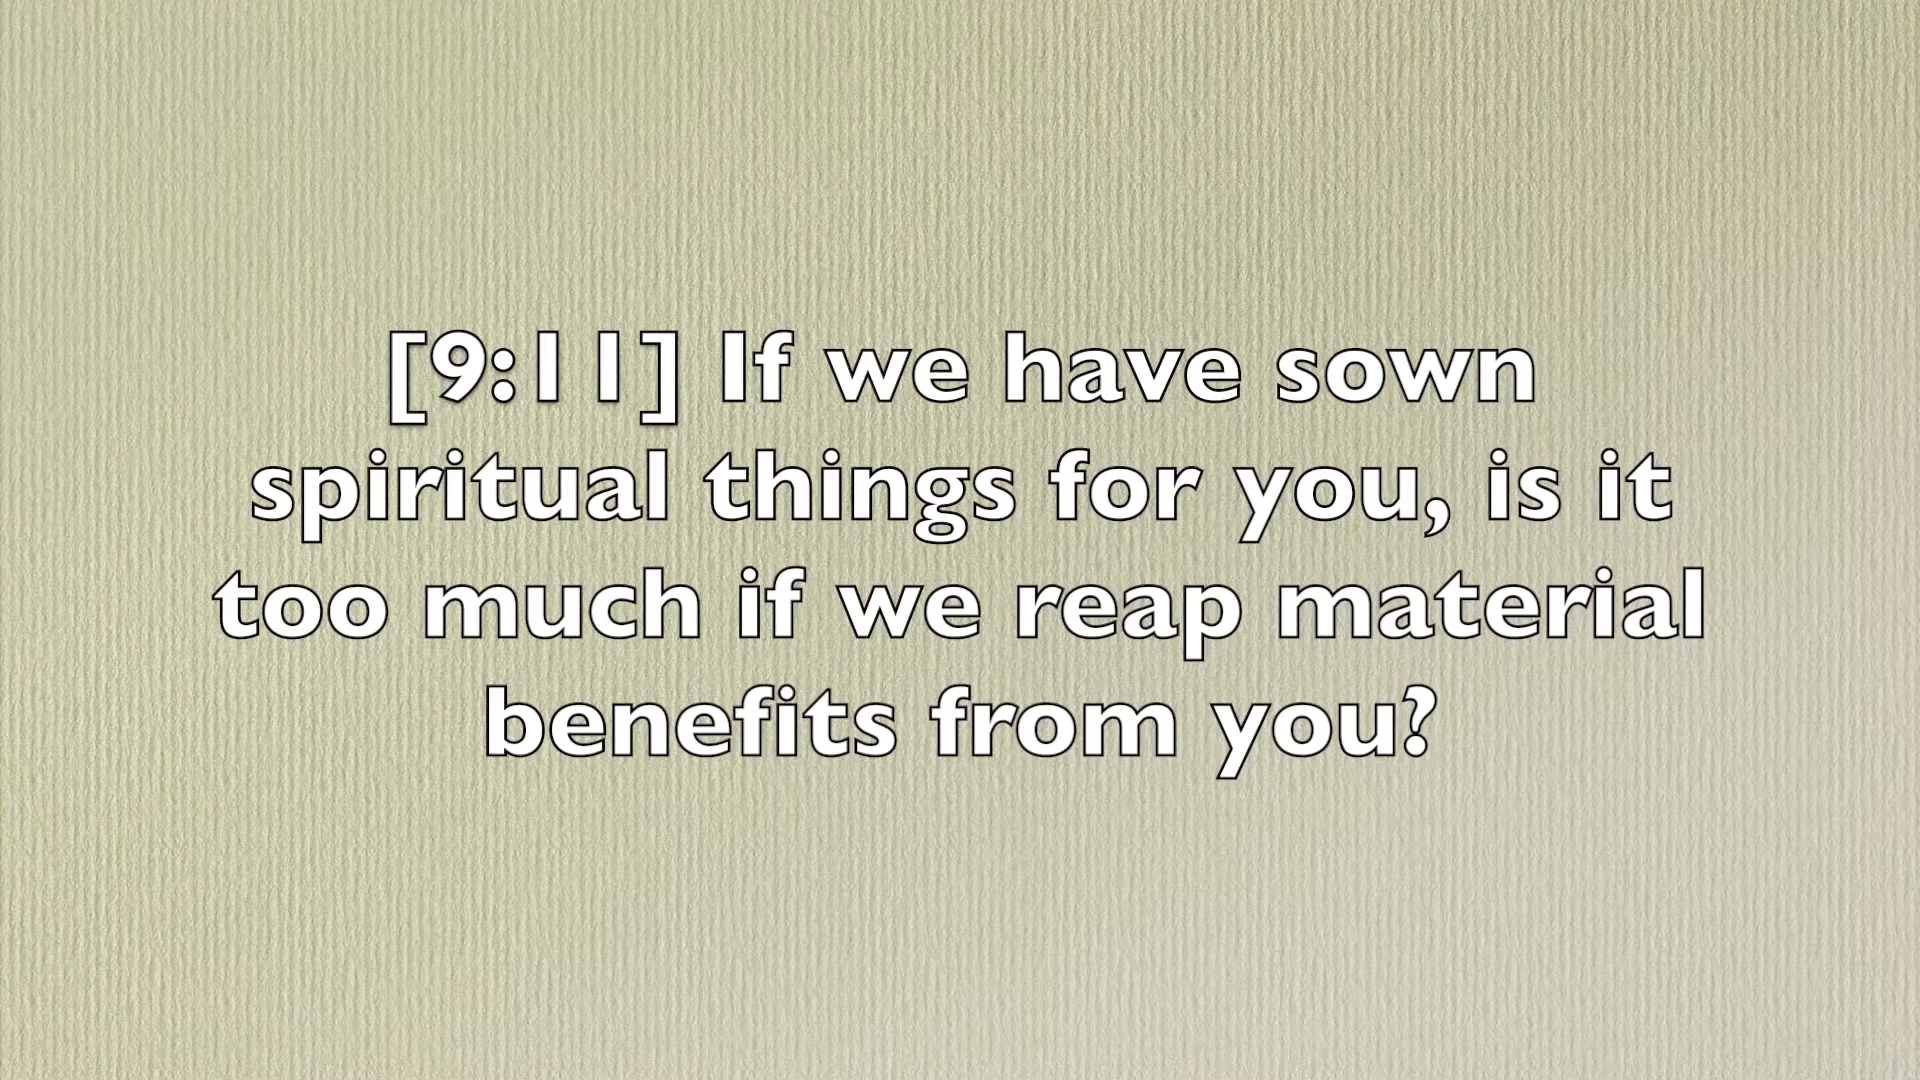 [9:11] If we have sown
spiritual things for you, is it
too much if we reap material
benefits from you?